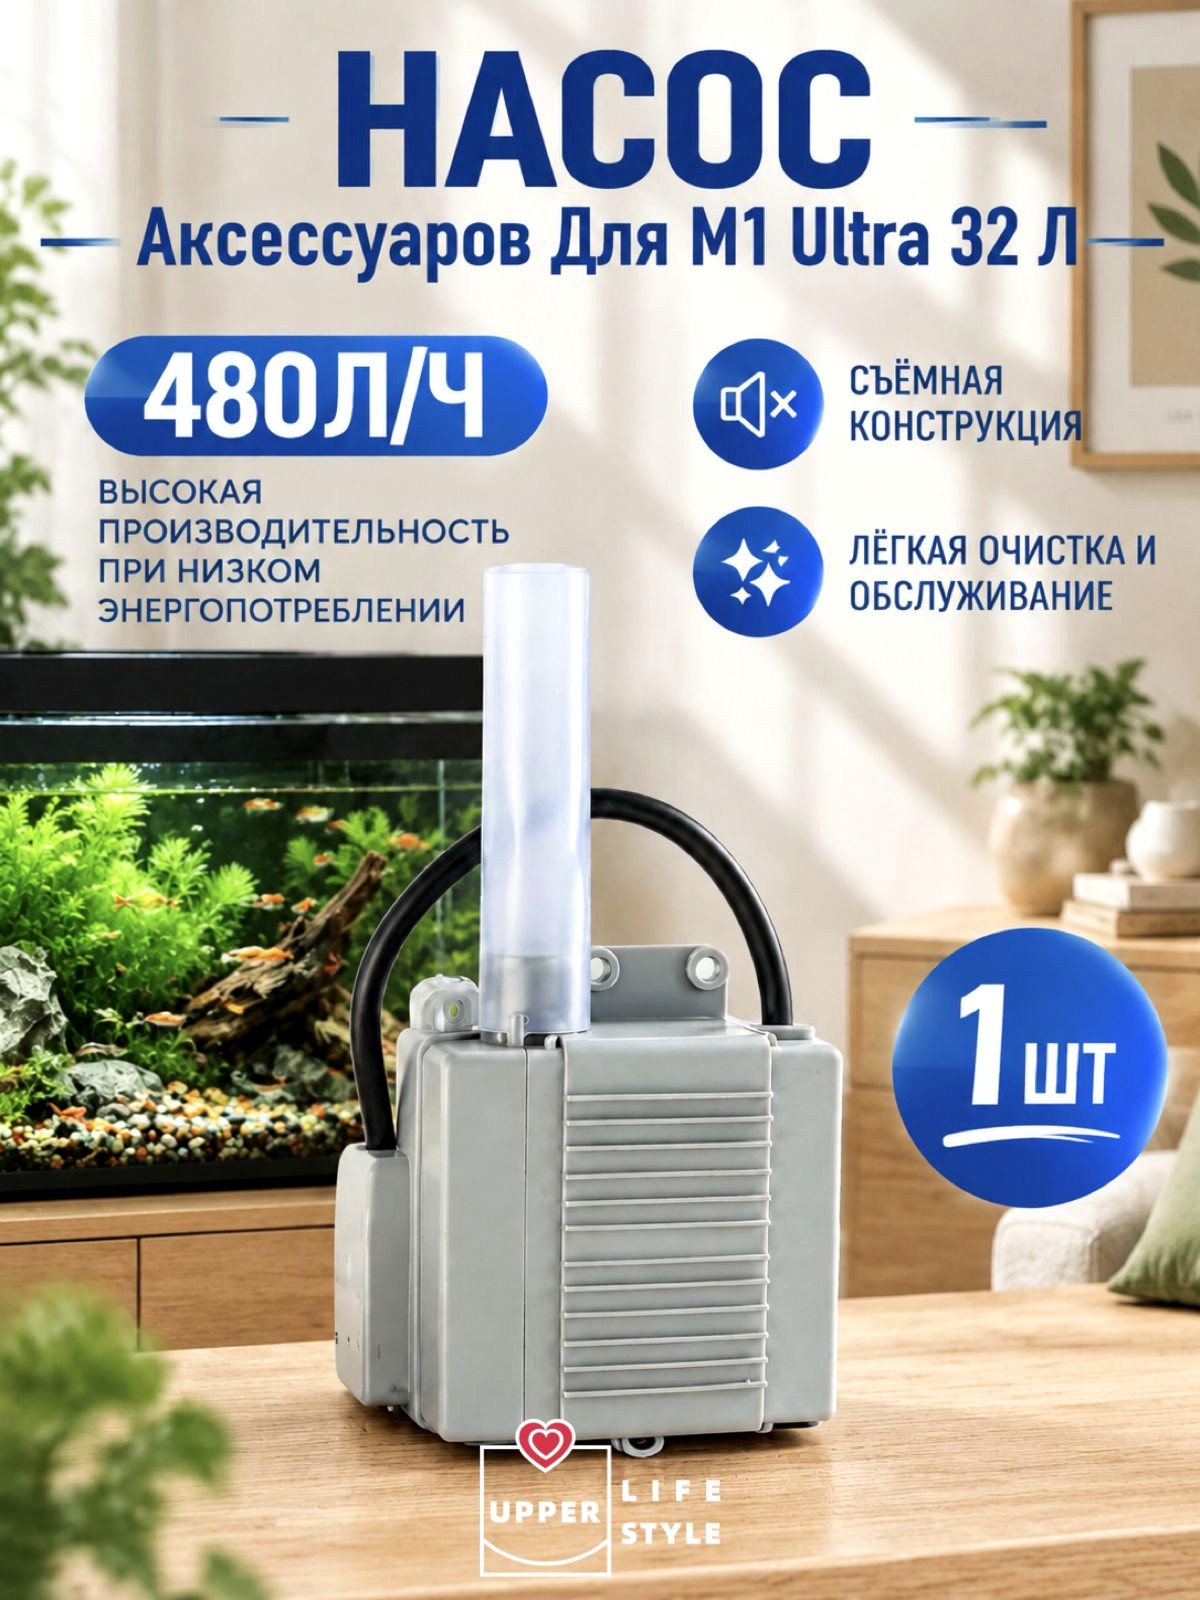 НАСОС
Аксессуаров Для M1 Ultra 32 Л
480Л/Ч
ВЫСОКАЯ
ПРОИЗВОДИТЕЛЬНОСТЬ
ПРИ НИЗКОМ
ЭНЕРГОПОТРЕБЛЕНИИ
СЪЁМНАЯ
КОНСТРУКЦИЯ
ЛЁГКАЯ ОЧИСТКА И
ОБСЛУЖИВАНИЕ
1 ШТ
UPPER
LIFE
STYLE